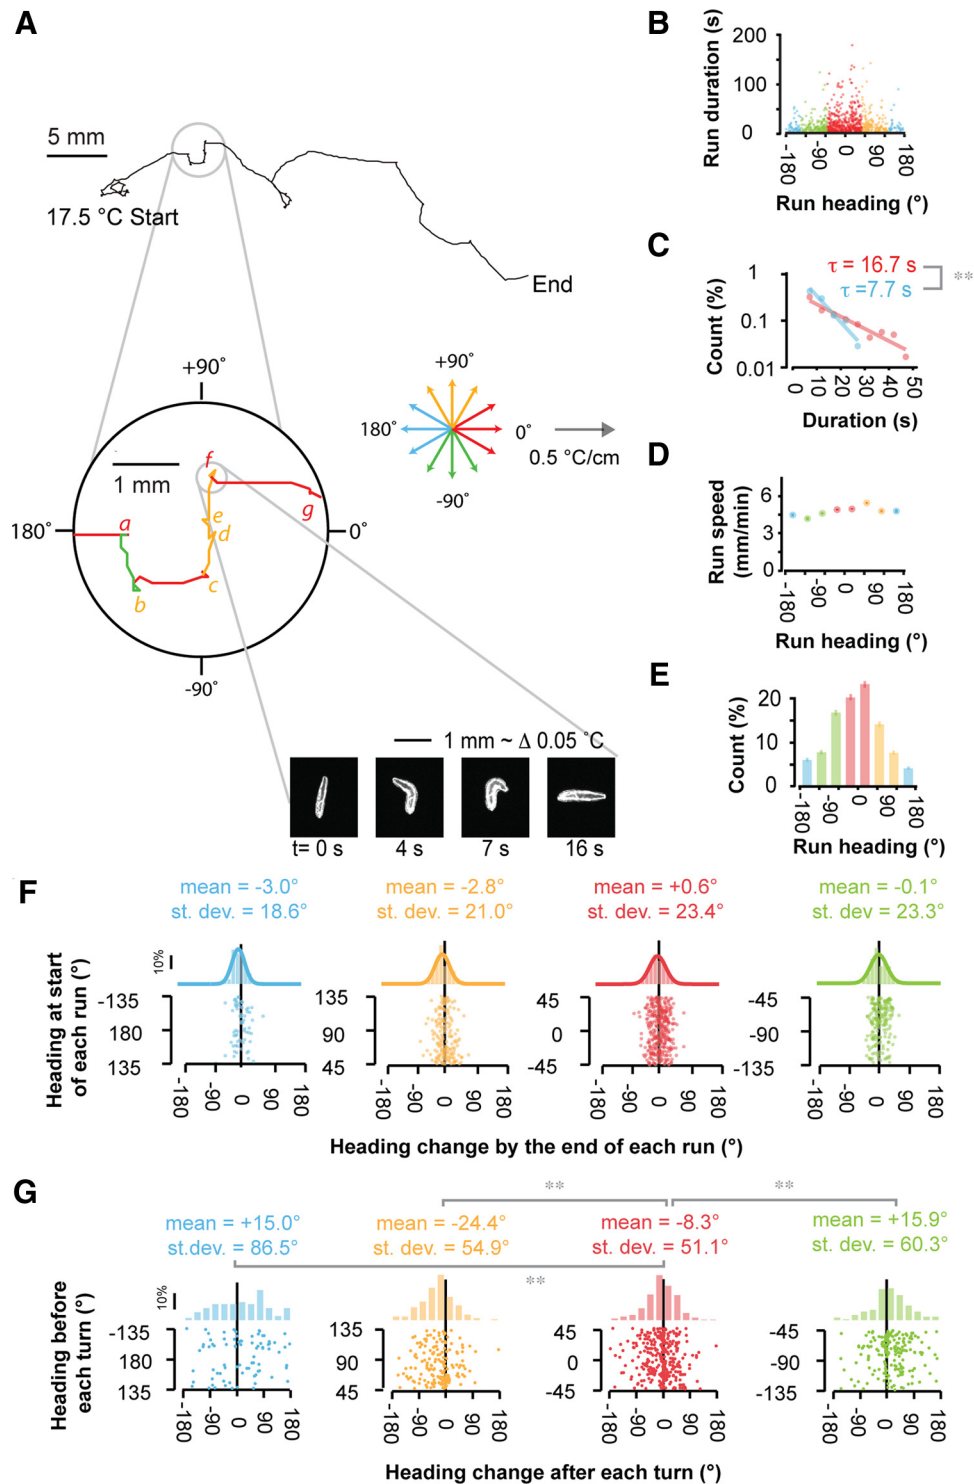 A
5 mm
17.5 °C Start
End
+90°
180°
0°
-90°
1 mm
a
b
c
d
e
f
g
+90°
180°
0°
-90°
0.5 °C/cm
1 mm ~ Δ 0.05 °C
t= 0 s
4 s
7 s
16 s
B
Run duration (s)
200
100
0
-180
-90
0
90
180
Run heading (°)
C
τ = 16.7 s
τ =7.7 s
**
Count (%)
1
0.1
0.01
0
10
20
30
40
50
Duration (s)
D
Run speed
(mm/min)
6
3
0
-180
-90
0
90
180
Run heading (°)
E
Count (%)
20
10
0
-180
-90
0
90
180
Run heading (°)
F
mean = -3.0°
st. dev. = 18.6°
mean = -2.8°
st. dev. = 21.0°
mean = +0.6°
st. dev. = 23.4°
mean = -0.1°
st. dev. = 23.3°
10%
Heading at start
of each run (°)
-135
180
135
-180
-90
0
90
180
135
90
45
-180
-90
0
90
180
45
0
-45
-180
-90
0
90
180
-45
-90
-135
-180
-90
0
90
180
Heading change by the end of each run (°)
G
**
**
mean = +15.0°
st.dev. = 86.5°
mean = -24.4°
st.dev. = 54.9°
mean = -8.3°
st. dev. = 51.1°
mean = +15.9°
st.dev. = 60.3°
**
10%
Heading before
each turn (°)
-135
180
135
-180
-90
0
90
180
135
90
45
-180
-90
0
90
180
45
0
-45
-180
-90
0
90
180
-45
-90
-135
-180
-90
0
90
180
Heading change after each turn (°)